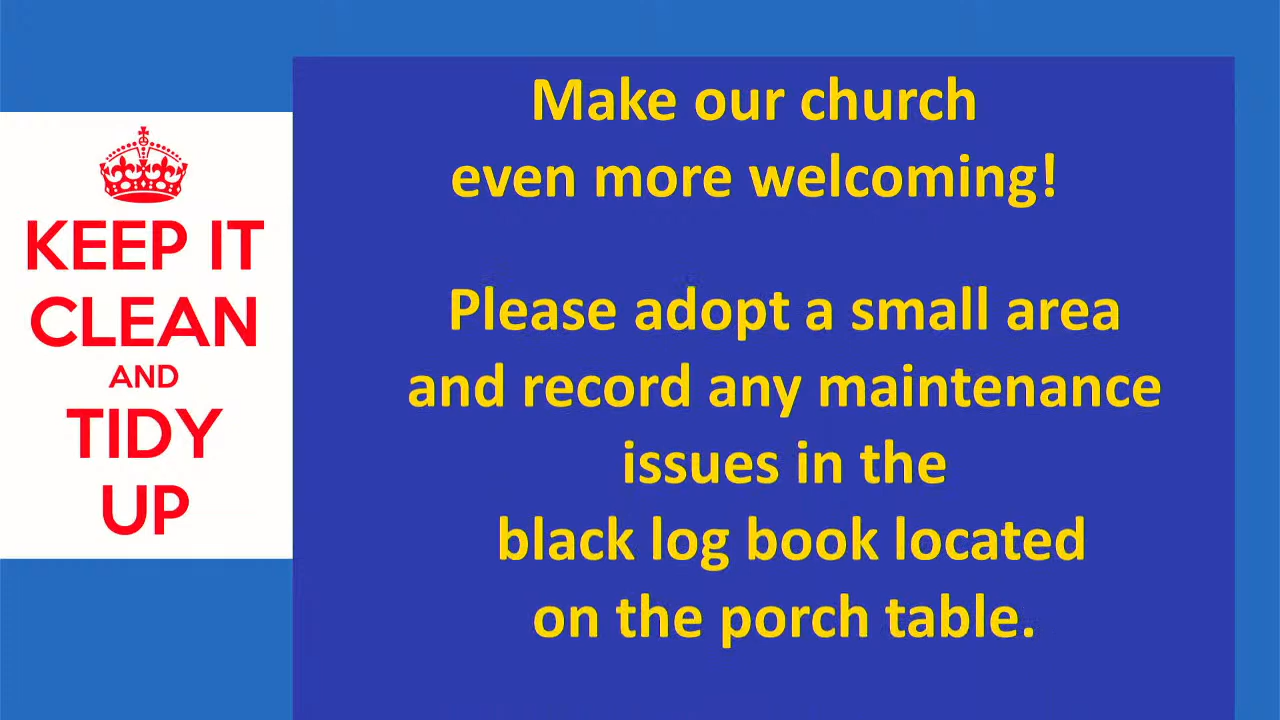 KEEP IT
CLEAN
AND
TIDY
UP
Make our church
even more welcoming!
Please adopt a small area
and record any maintenance
issues in the
black log book located
on the porch table.